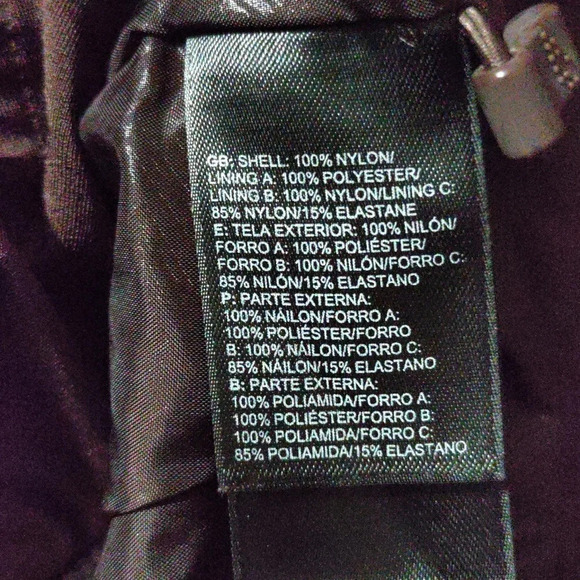 GB: SHELL: 100% NYLON/
LINING A: 100% POLYESTER/
LINING B: 100% NYLON/LINING C:
85% NYLON/15% ELASTANE
E: TELA EXTERIOR: 100% NILÓN/
FORRO A: 100% POLIÉSTER/
FORRO B: 100% NILÓN/FORRO C:
85% NILÓN/15% ELASTANO
P: PARTE EXTERNA:
100% NÁILON/FORRO A:
100% POLIÉSTER/FORRO
B: 100% NÁILON/FORRO C:
85% NÁILON/15% ELASTANO
B: PARTE EXTERNA:
100% POLIAMIDA/FORRO A:
100% POLIÉSTER/FORRO B:
100% POLIAMIDA/FORRO C:
85% POLIAMIDA/15% ELASTANO